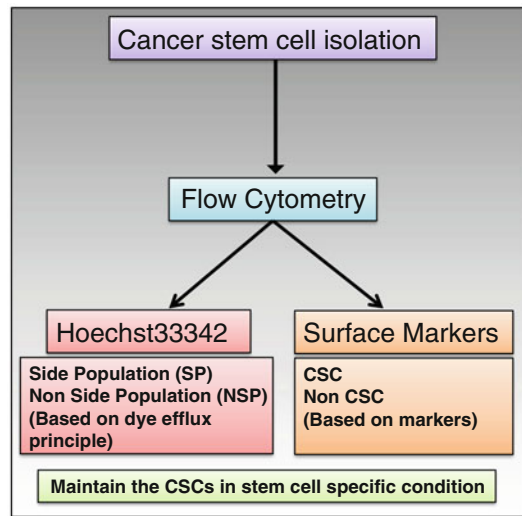 Cancer stem cell isolation
Flow Cytometry
Hoechst33342
Side Population (SP)
Non Side Population (NSP)
(Based on dye efflux
principle)
Surface Markers
CSC
Non CSC
(Based on markers)
Maintain the CSCs in stem cell specific condition